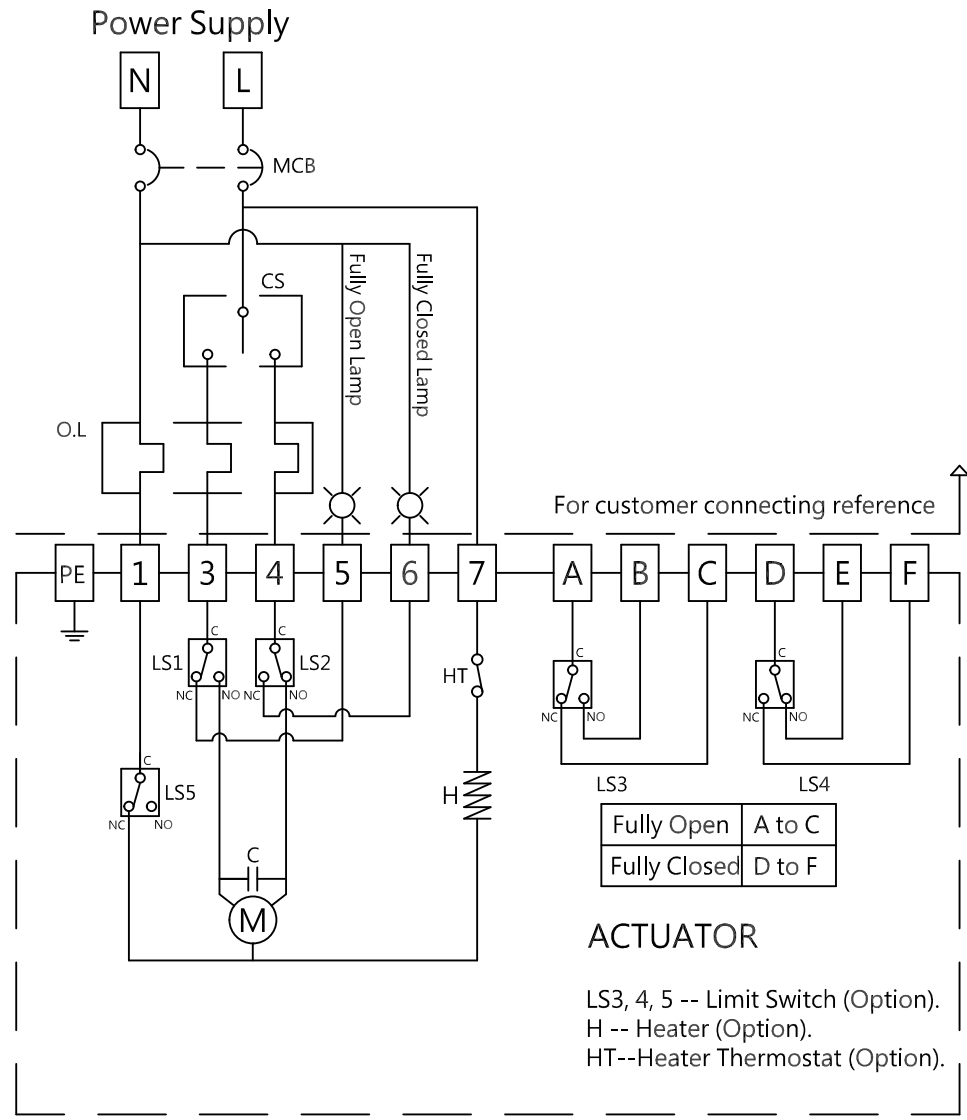 Power Supply
N L
MCB
CS
Fully Open Lamp
Fully Closed Lamp
O.L
For customer connecting reference
PE 1 3 4 5 6 7 A B C D E F
C C
LS1 LS2
NC NO NC NO
HT
C C
NC NO NC NO
LS3 LS4
C
LS5
NC NO
H
Fully Open A to C
Fully Closed D to F
C
M
ACTUATOR
LS3, 4, 5 -- Limit Switch (Option).
H -- Heater (Option).
HT--Heater Thermostat (Option).